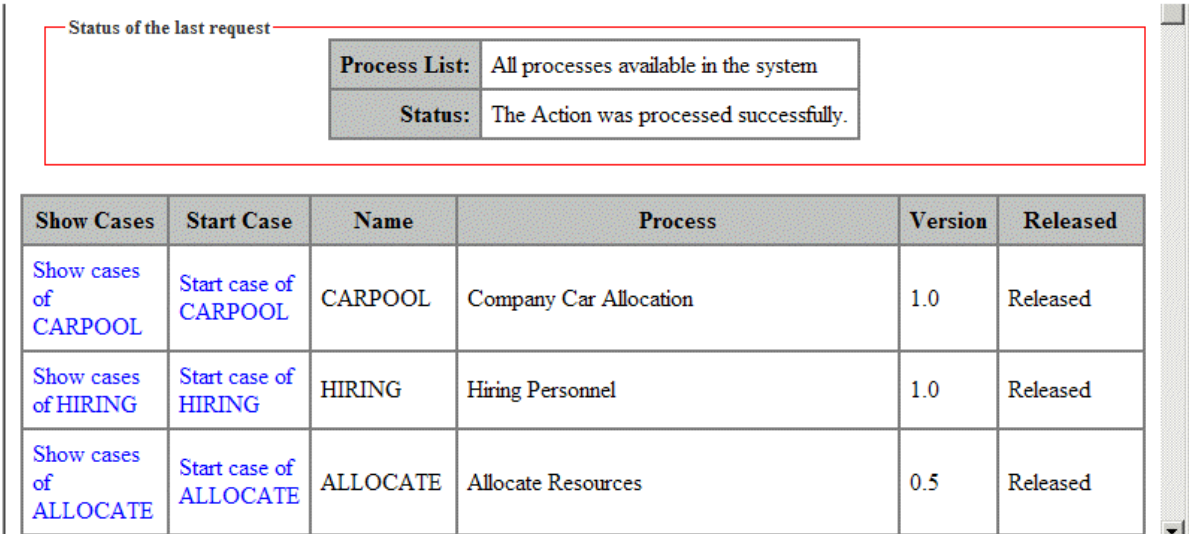 Status of the last request
Process List: All processes available in the system
Status: The Action was processed successfully.
Show Cases Start Case Name Process Version Released
Show cases
of
CARPOOL
Start case of
CARPOOL
CARPOOL
Company Car Allocation
1.0
Released
Show cases
of HIRING
Start case of
HIRING
HIRING
Hiring Personnel
1.0
Released
Show cases
of
ALLOCATE
Start case of
ALLOCATE
ALLOCATE
Allocate Resources
0.5
Released